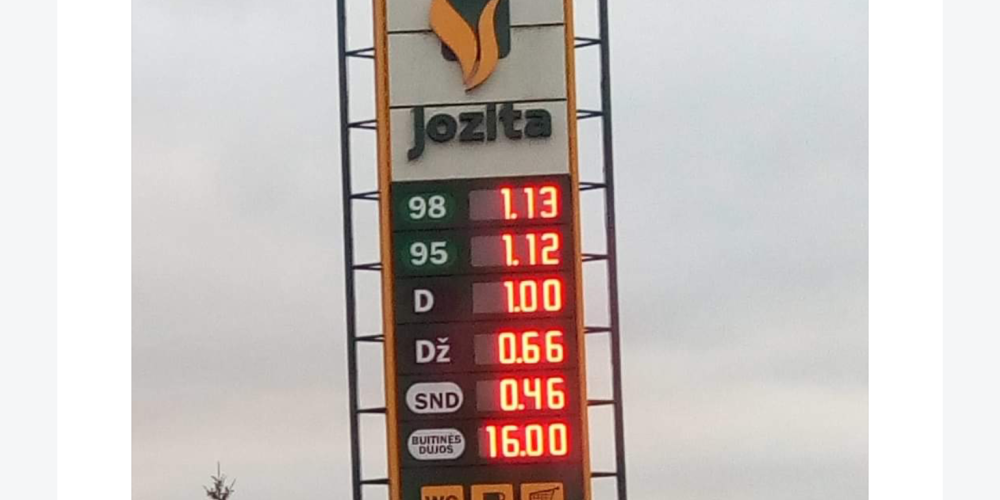 Jozita
98 1.13
95 1.12
D 1.00
Dž 0.66
SND 0.46
BUITINĖS
DUJOS 16.00
WC